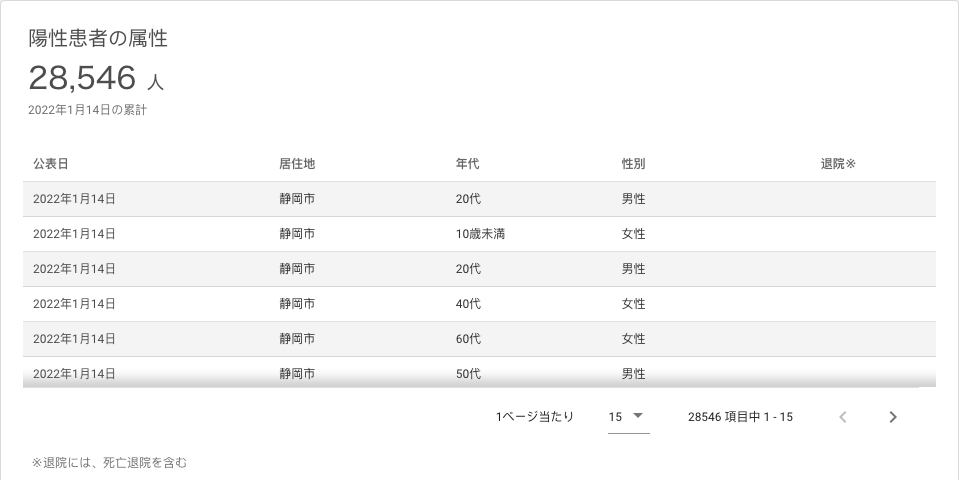 陽性患者の属性
28,546 人
2022年1月14日の累計
公表日 居住地 年代 性別 退院※
2022年1月14日 静岡市 20代 男性
2022年1月14日 静岡市 10歳未満 女性
2022年1月14日 静岡市 20代 男性
2022年1月14日 静岡市 40代 女性
2022年1月14日 静岡市 60代 女性
2022年1月14日 静岡市 50代 男性
1ページ当たり 15 28546 項目中 1 - 15
※退院には、死亡退院を含む